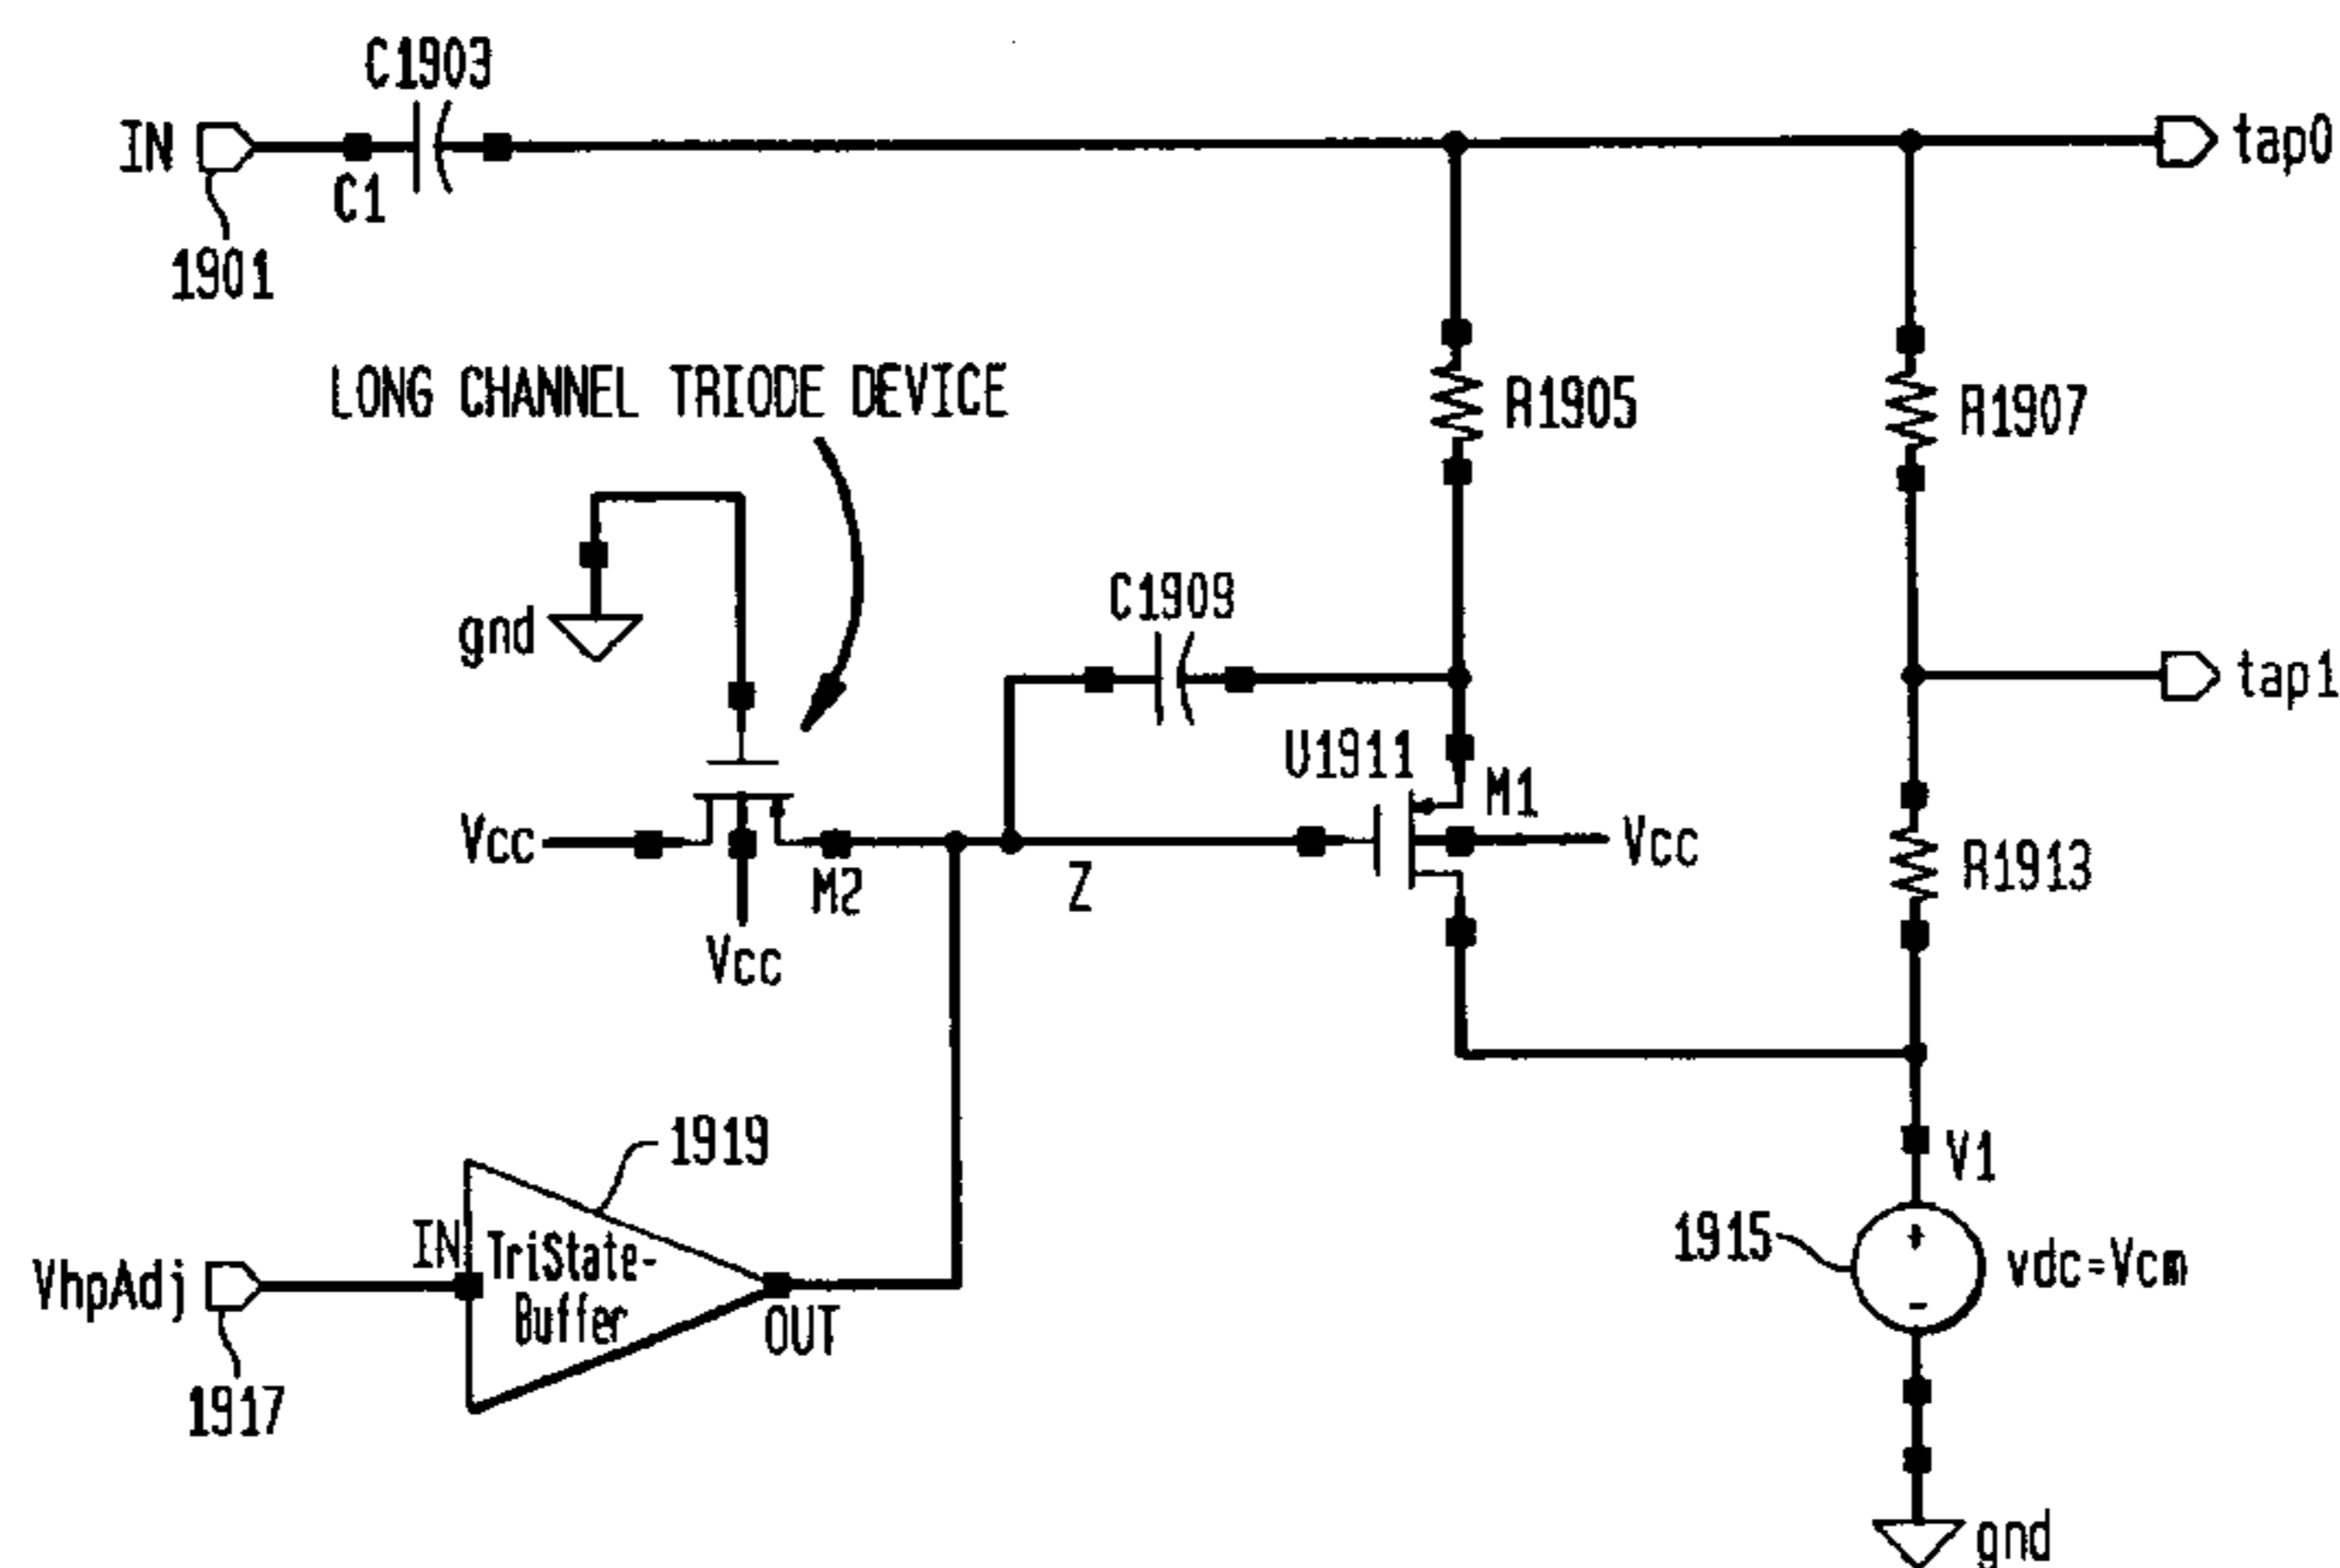 C1903
IN
tap0
C1
1901
LONG CHANNEL TRIODE DEVICE
R1905
R1907
C1909
gnd
tap1
U1911
M1
Vcc
Vcc
R1913
M2
Z
Vcc
1919
V1
IN
TriState-
Buffer
1915
vdc=Vcm
VhpAdj
OUT
1917
gnd